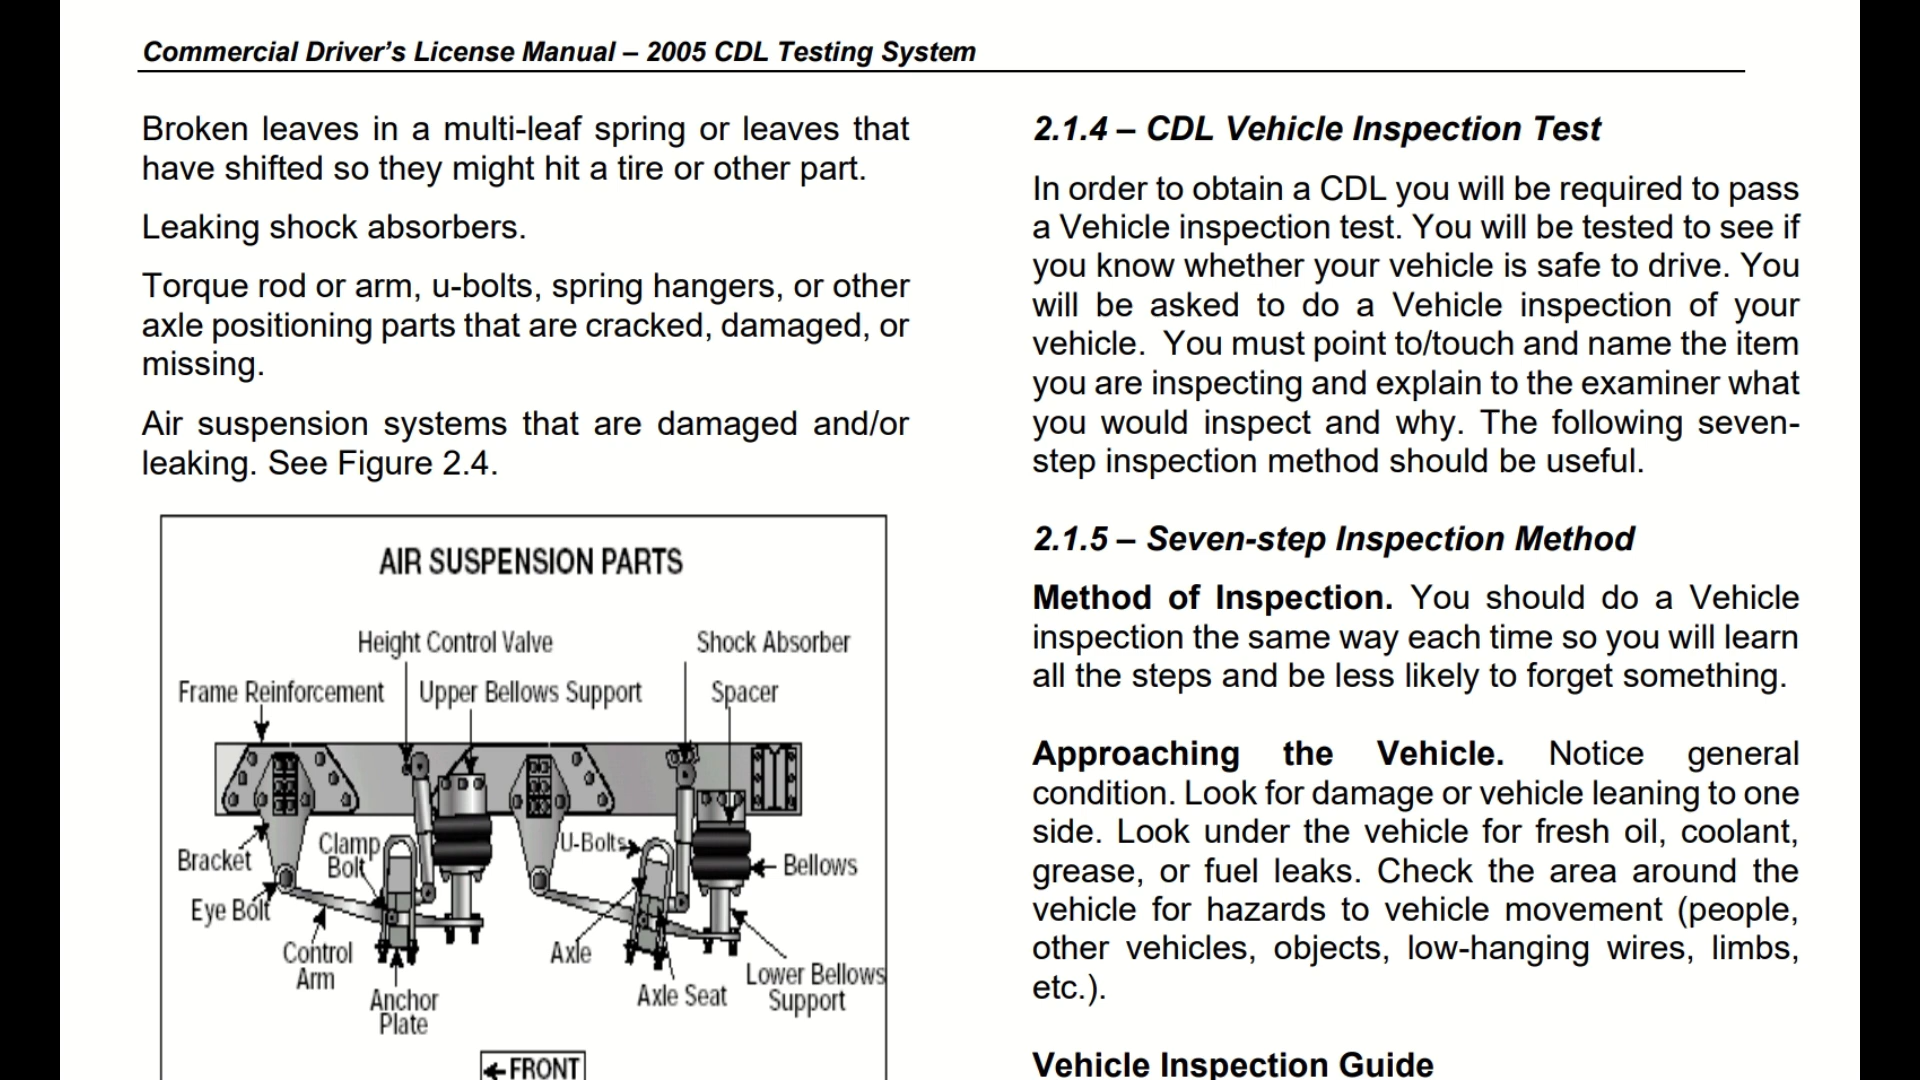 Commercial Driver’s License Manual – 2005 CDL Testing System
Broken leaves in a multi-leaf spring or leaves that
have shifted so they might hit a tire or other part.
Leaking shock absorbers.
Torque rod or arm, u-bolts, spring hangers, or other
axle positioning parts that are cracked, damaged, or
missing.
Air suspension systems that are damaged and/or
leaking. See Figure 2.4.
AIR SUSPENSION PARTS
Height Control Valve
Shock Absorber
Frame Reinforcement
Upper Bellows Support
Spacer
Bracket
Clamp
Bolt
U-Bolts
Bellows
Eye Bolt
Control
Arm
Anchor
Plate
Axle
Axle Seat
Lower Bellows
Support
FRONT
2.1.4 – CDL Vehicle Inspection Test
In order to obtain a CDL you will be required to pass
a Vehicle inspection test. You will be tested to see if
you know whether your vehicle is safe to drive. You
will be asked to do a Vehicle inspection of your
vehicle.  You must point to/touch and name the item
you are inspecting and explain to the examiner what
you would inspect and why. The following seven-
step inspection method should be useful.
2.1.5 – Seven-step Inspection Method
Method of Inspection. You should do a Vehicle
inspection the same way each time so you will learn
all the steps and be less likely to forget something.
Approaching the Vehicle. Notice general
condition. Look for damage or vehicle leaning to one
side. Look under the vehicle for fresh oil, coolant,
grease, or fuel leaks. Check the area around the
vehicle for hazards to vehicle movement (people,
other vehicles, objects, low-hanging wires, limbs,
etc.).
Vehicle Inspection Guide